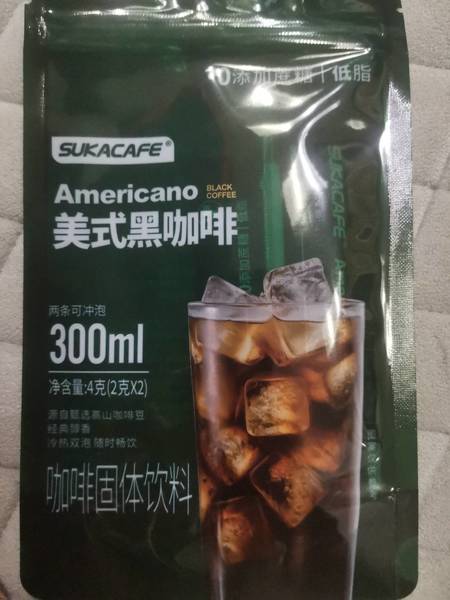 0添加蔗糖|低脂
SUKACAFE®
Americano BLACK COFFEE
美式黑咖啡
两条可冲泡
300ml
净含量:4克(2克X2)
源自甄选高山咖啡豆
经典醇香
冷热双泡 随时畅饮
咖啡固体饮料
SUKACAFE